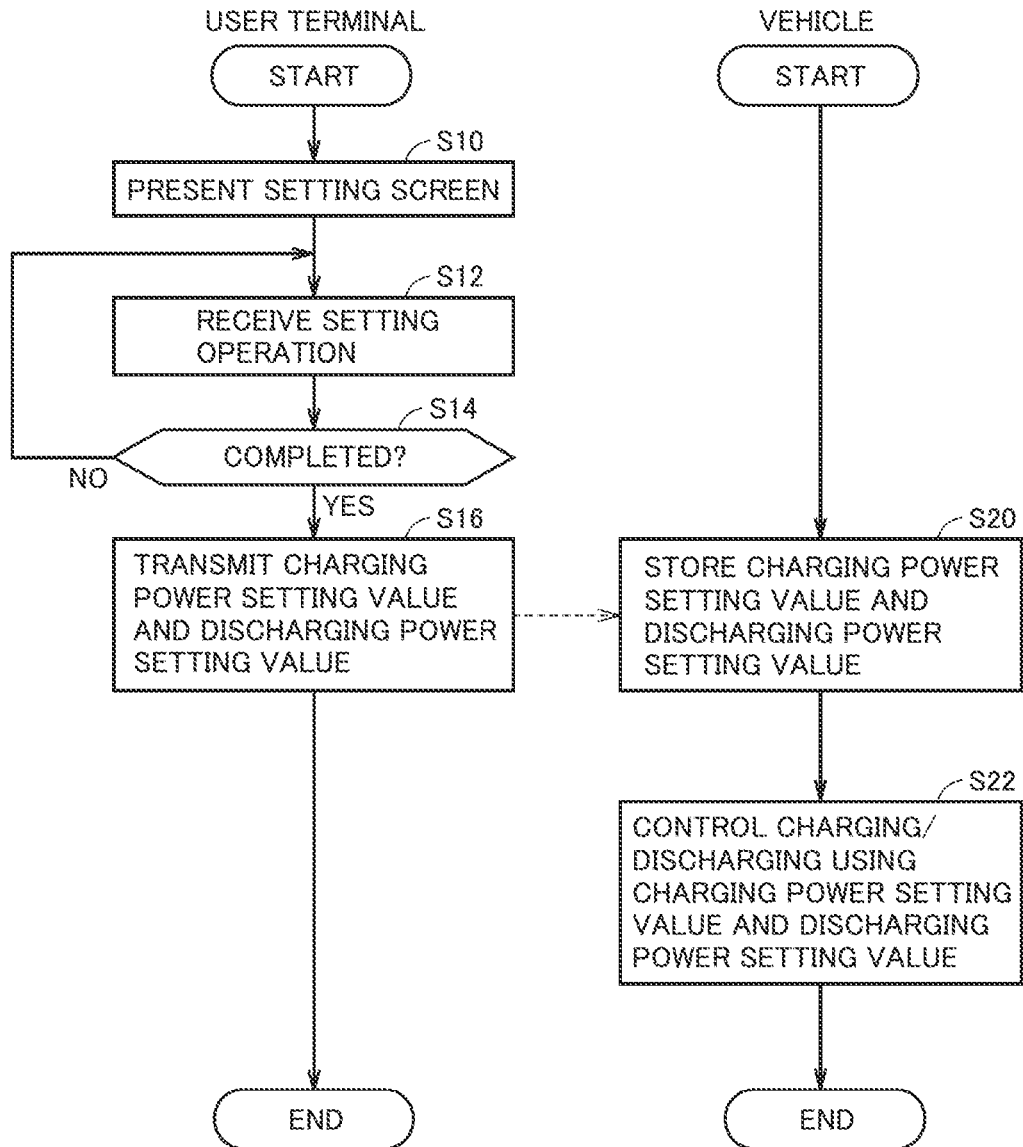 USER TERMINAL
START
S10
PRESENT SETTING SCREEN
S12
RECEIVE SETTING
OPERATION
S14
COMPLETED?
NO
YES
S16
TRANSMIT CHARGING
POWER SETTING VALUE
AND DISCHARGING POWER
SETTING VALUE
END
VEHICLE
START
S20
STORE CHARGING POWER
SETTING VALUE AND
DISCHARGING POWER
SETTING VALUE
S22
CONTROL CHARGING/
DISCHARGING USING
CHARGING POWER SETTING
VALUE AND DISCHARGING
POWER SETTING VALUE
END